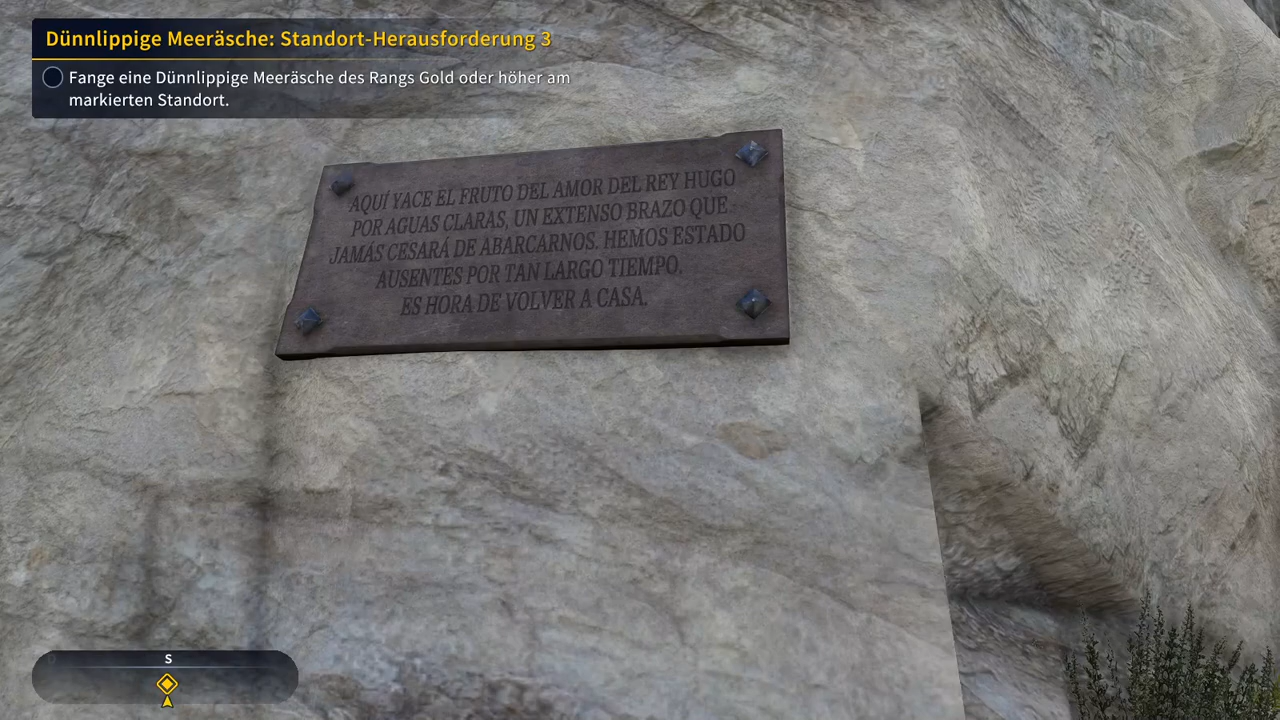 Dünnlippige Meeräsche: Standort-Herausforderung 3
Fange eine Dünnlippige Meeräsche des Rangs Gold oder höher am
markierten Standort.
AQUÍ YACE EL FRUTO DEL AMOR DEL REY HUGO
POR AGUAS CLARAS, UN EXTENSO BRAZO QUE
JAMÁS CESARÁ DE ABARCARNOS. HEMOS ESTADO
AUSENTES POR TAN LARGO TIEMPO.
ES HORA DE VOLVER A CASA.
S